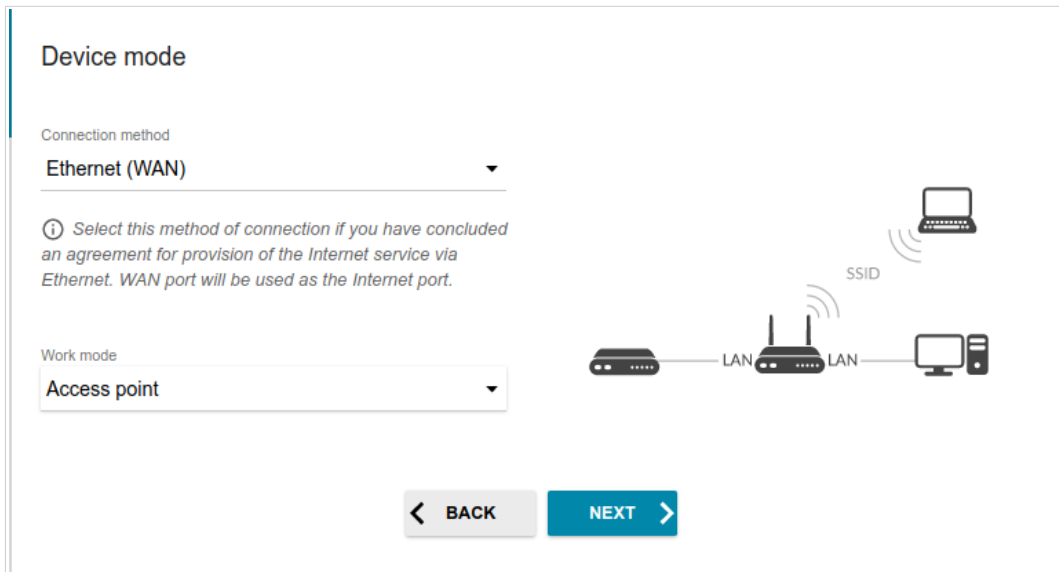 Device mode
Connection method
Ethernet (WAN)
Select this method of connection if you have concluded
an agreement for provision of the Internet service via
Ethernet. WAN port will be used as the Internet port.
SSID
Work mode
Access point
LAN
LAN
BACK
NEXT